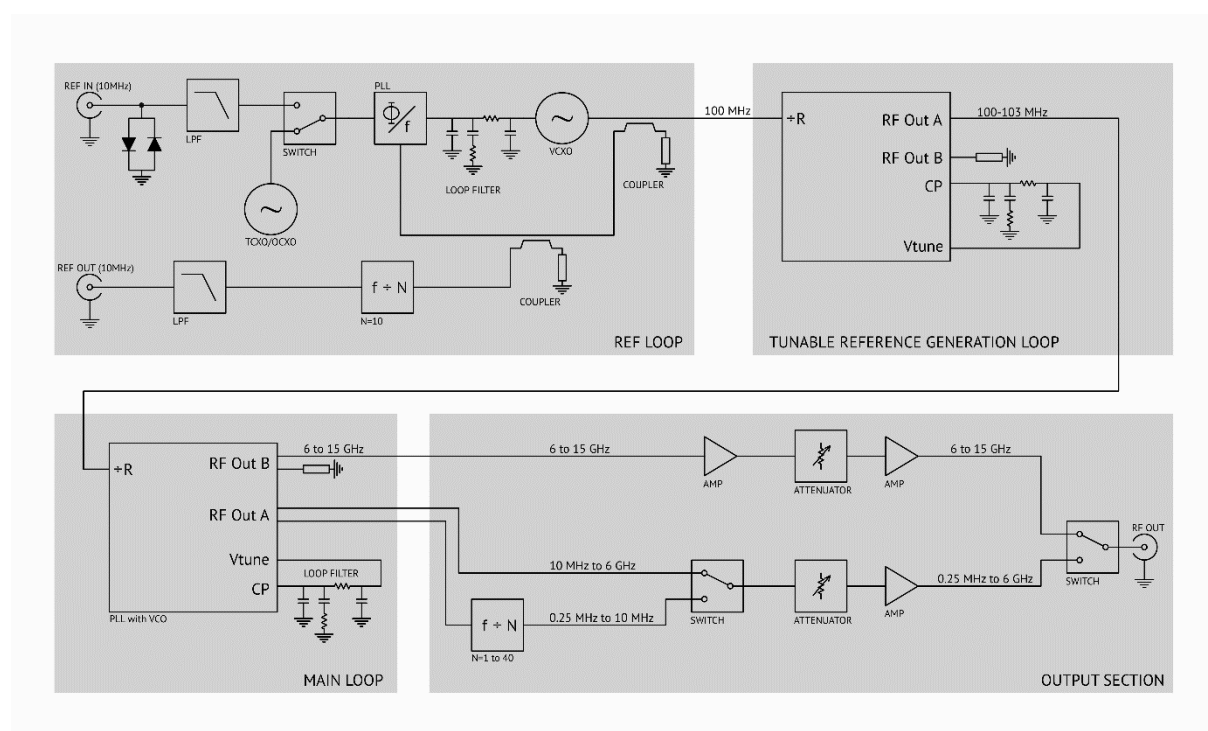 REF IN (10MHz)
LPF
SWITCH
TCXO/OCXO
PLL
Φ/f
LOOP FILTER
VCXO
COUPLER
REF OUT (10MHz)
LPF
f ÷ N
N=10
COUPLER
REF LOOP
100 MHz
÷R
RF Out A
100-103 MHz
RF Out B
CP
Vtune
TUNABLE REFERENCE GENERATION LOOP
÷R
RF Out B
6 to 15 GHz
RF Out A
Vtune
CP
LOOP FILTER
PLL with VCO
MAIN LOOP
6 to 15 GHz
AMP
ATTENUATOR
AMP
6 to 15 GHz
10 MHz to 6 GHz
f ÷ N
N=1 to 40
0.25 MHz to 10 MHz
SWITCH
ATTENUATOR
AMP
0.25 MHz to 6 GHz
SWITCH
RF OUT
OUTPUT SECTION